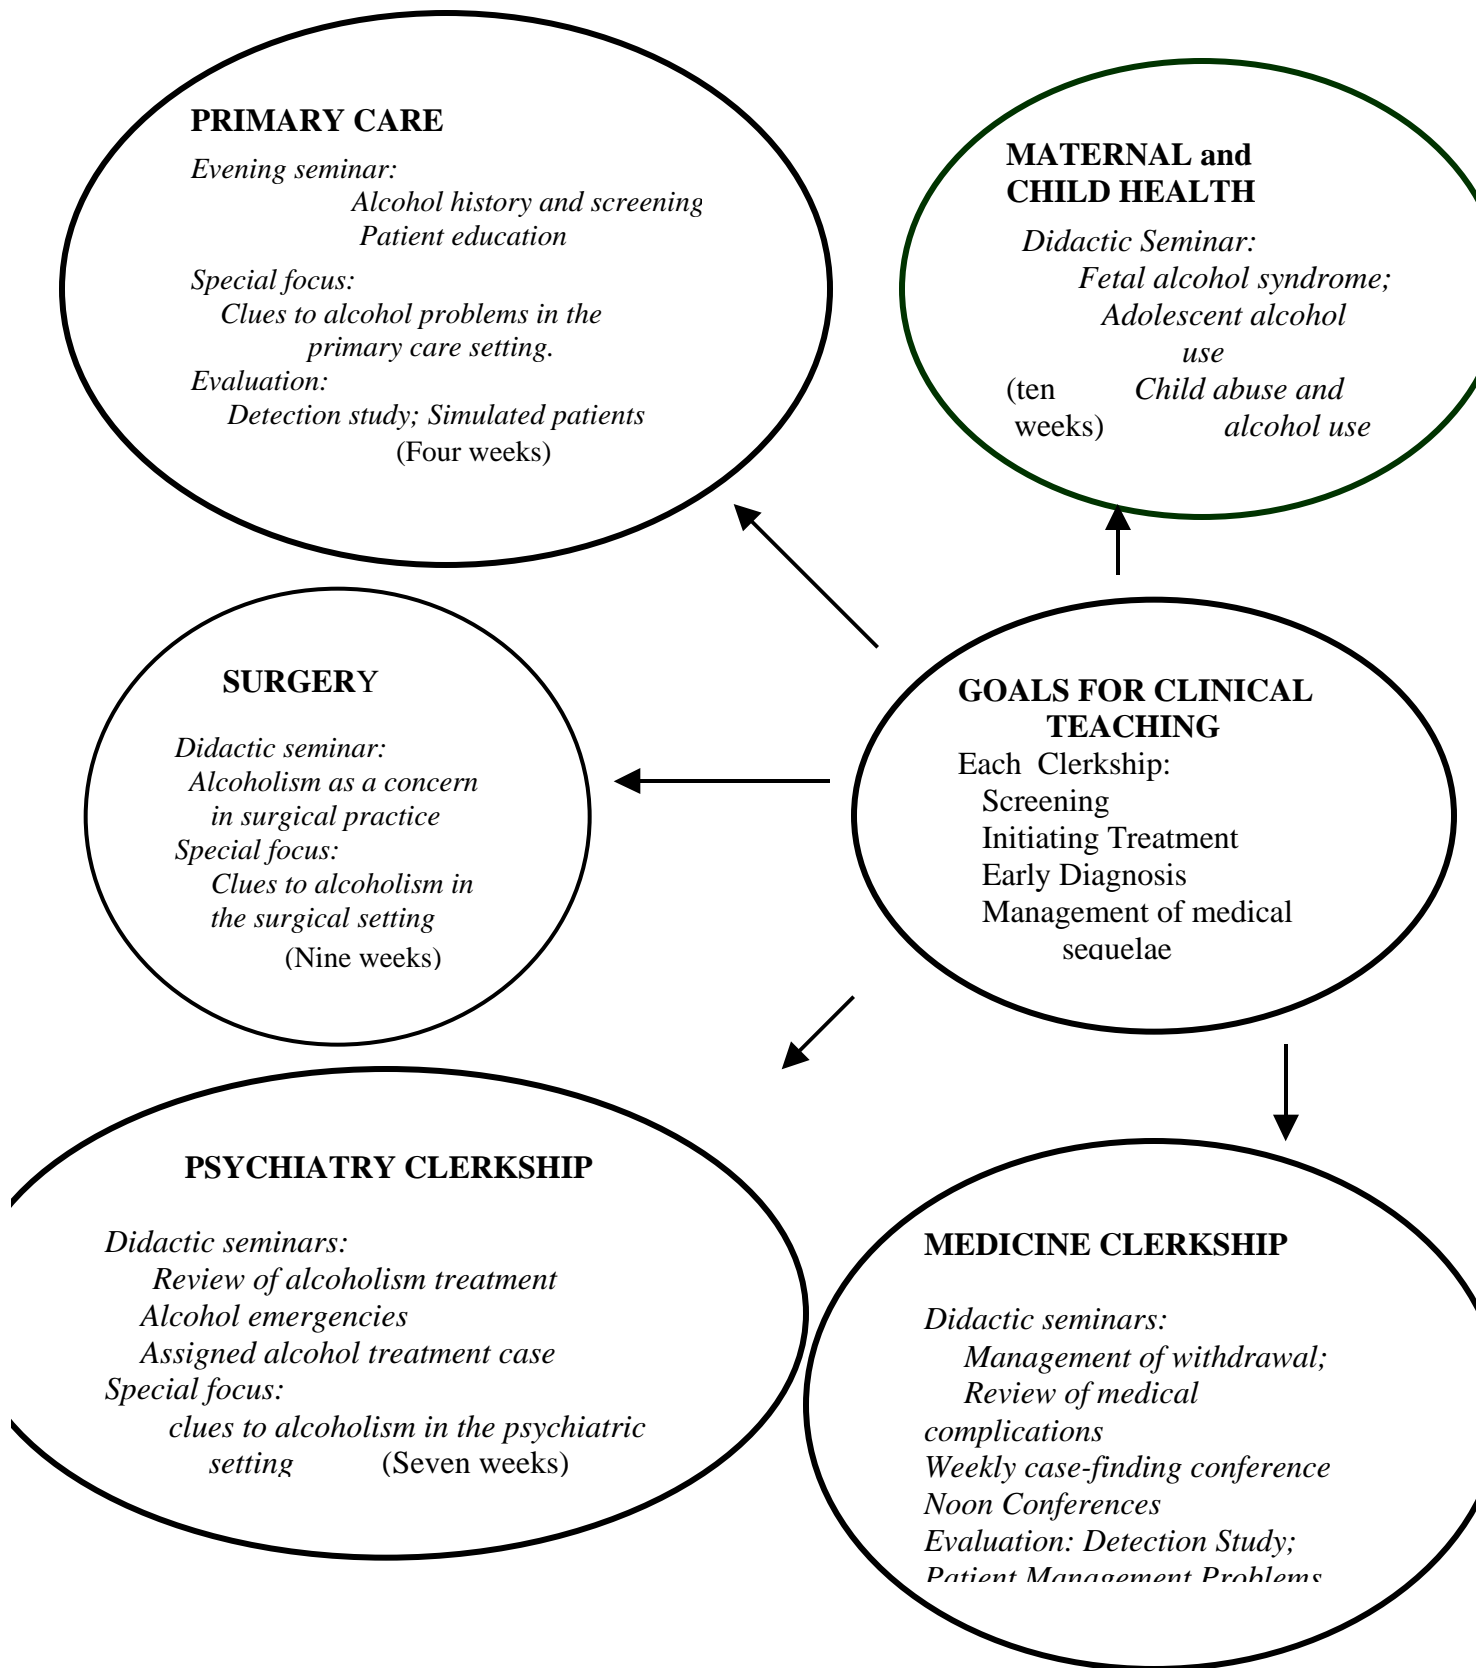 PRIMARY CARE
Evening seminar:
Alcohol history and screening
Patient education
Special focus:
Clues to alcohol problems in the
primary care setting.
Evaluation:
Detection study; Simulated patients
(Four weeks)
MATERNAL and
CHILD HEALTH
Didactic Seminar:
Fetal alcohol syndrome;
Adolescent alcohol
use
(ten Child abuse and
weeks) alcohol use
SURGERY
Didactic seminar:
Alcoholism as a concern
in surgical practice
Special focus:
Clues to alcoholism in
the surgical setting
(Nine weeks)
GOALS FOR CLINICAL
TEACHING
Each Clerkship:
Screening
Initiating Treatment
Early Diagnosis
Management of medical
sequelae
PSYCHIATRY CLERKSHIP
Didactic seminars:
Review of alcoholism treatment
Alcohol emergencies
Assigned alcohol treatment case
Special focus:
clues to alcoholism in the psychiatric
setting (Seven weeks)
MEDICINE CLERKSHIP
Didactic seminars:
Management of withdrawal;
Review of medical
complications
Weekly case-finding conference
Noon Conferences
Evaluation: Detection Study;
Patient Management Problems